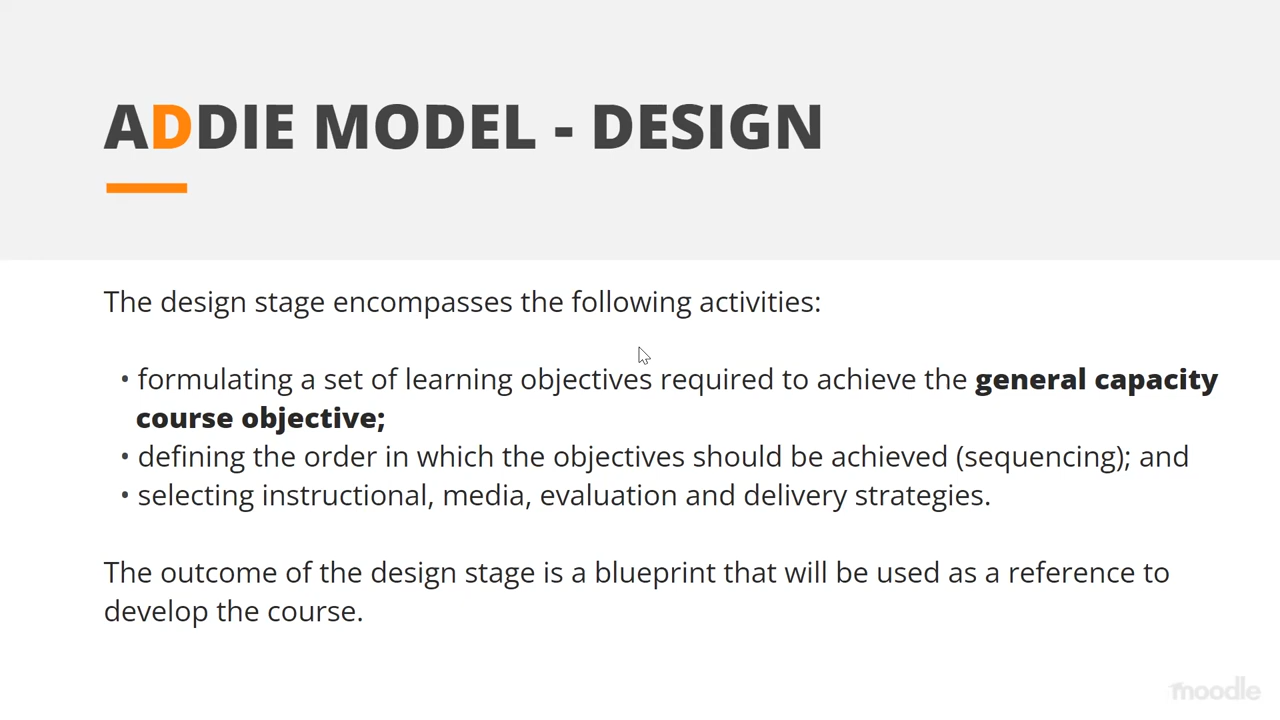 ADDIE MODEL - DESIGN
The design stage encompasses the following activities:
• formulating a set of learning objectives required to achieve the general capacity
course objective;
• defining the order in which the objectives should be achieved (sequencing); and
• selecting instructional, media, evaluation and delivery strategies.
The outcome of the design stage is a blueprint that will be used as a reference to
develop the course.
moodle